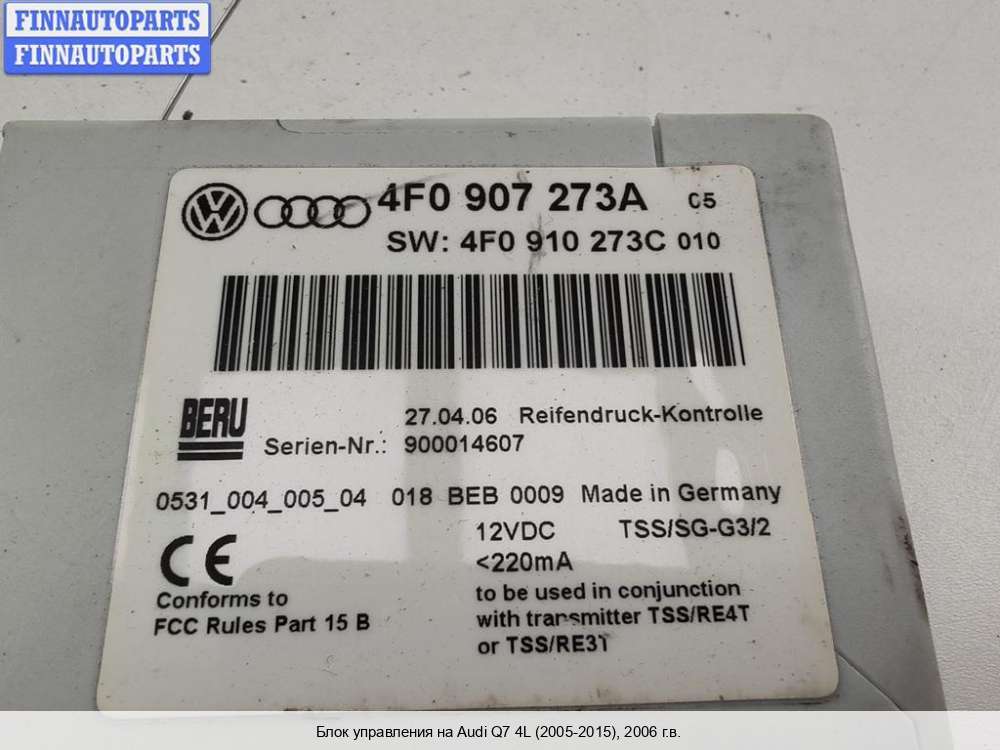 FINNAUTOPARTS
FINNAUTOPARTS
4F0 907 273A 05
SW: 4F0 910 273C 010
BERU
27.04.06 Reifendruck-Kontrolle
Serien-Nr.: 900014607
0531_004_005_04 018 BEB 0009 Made in Germany
12VDC TSS/SG-G3/2
<220mA
CE
Conforms to
FCC Rules Part 15 B
to be used in conjunction
with transmitter TSS/RE4T
or TSS/RE3T
Блок управления на Audi Q7 4L (2005-2015), 2006 г.в.